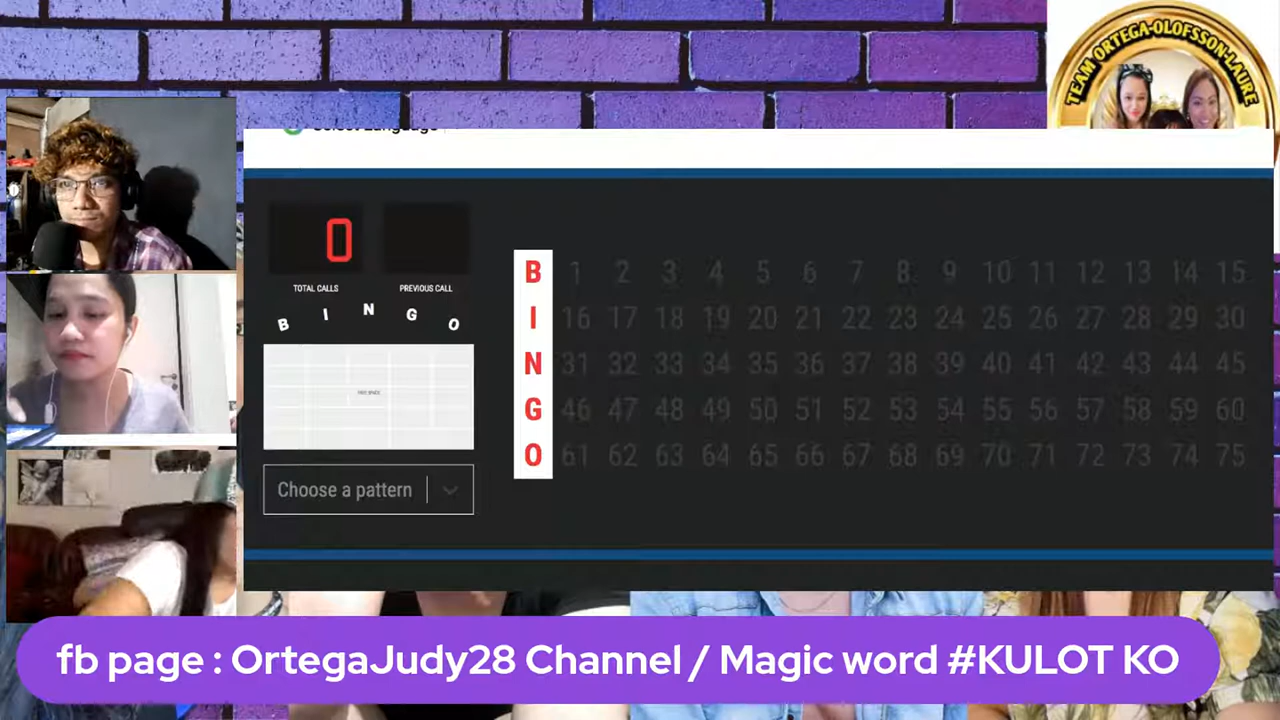 TEAM ORTEGA-OLOFSSON-LAURE
Select Language
0
TOTAL CALLS
PREVIOUS CALL
B I N G O
FREE SPACE
Choose a pattern
B 1 2 3 4 5 6 7 8 9 10 11 12 13 14 15
I 16 17 18 19 20 21 22 23 24 25 26 27 28 29 30
N 31 32 33 34 35 36 37 38 39 40 41 42 43 44 45
G 46 47 48 49 50 51 52 53 54 55 56 57 58 59 60
O 61 62 63 64 65 66 67 68 69 70 71 72 73 74 75
fb page : OrtegaJudy28 Channel / Magic word #KULOT KO